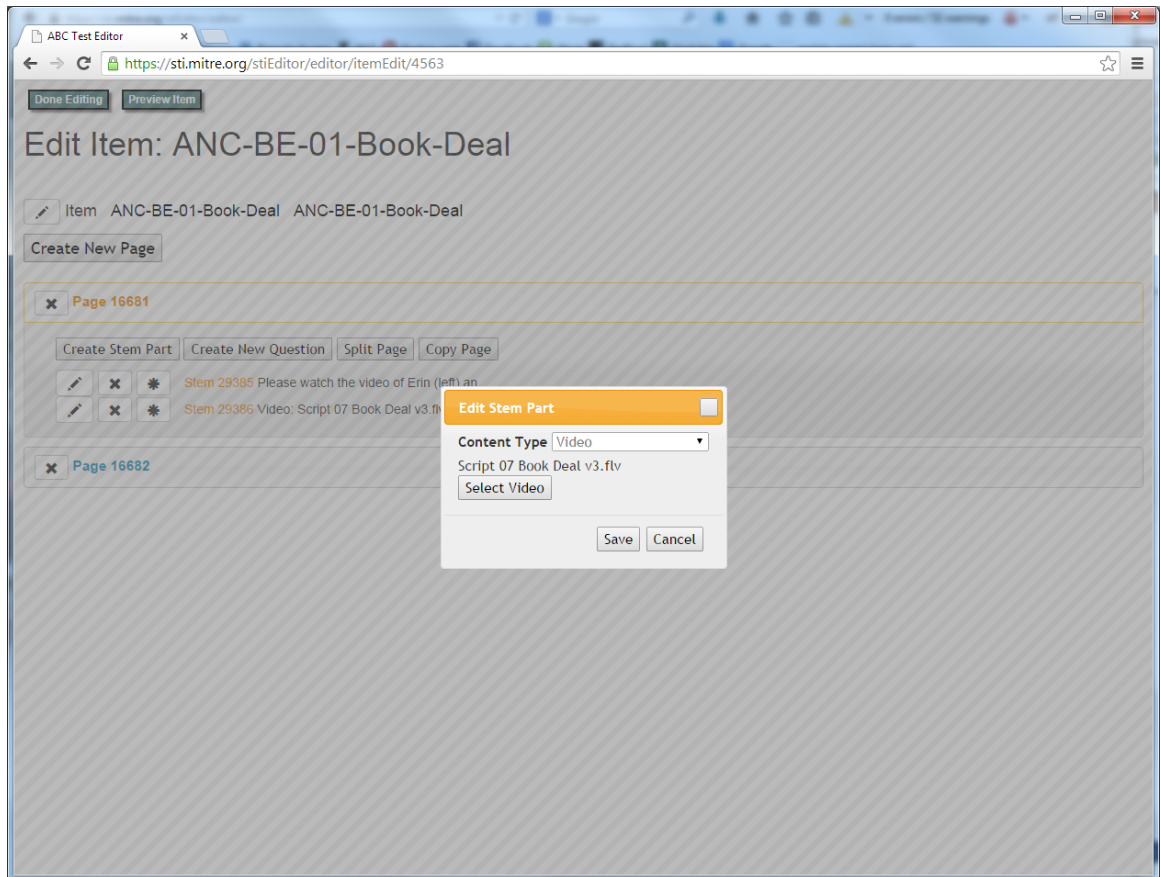 ABC Test Editor
https://sti.mitre.org/stiEditor/editor/itemEdit/4563
Done Editing Preview Item
Edit Item: ANC-BE-01-Book-Deal
Item ANC-BE-01-Book-Deal ANC-BE-01-Book-Deal
Create New Page
Page 16681
Create Stem Part Create New Question Split Page Copy Page
Stem 29385 Please watch the video of Erin (left) an
Stem 29386 Video: Script 07 Book Deal v3.fl
Edit Stem Part
Content Type Video
Script 07 Book Deal v3.flv
Select Video
Save Cancel
Page 16682